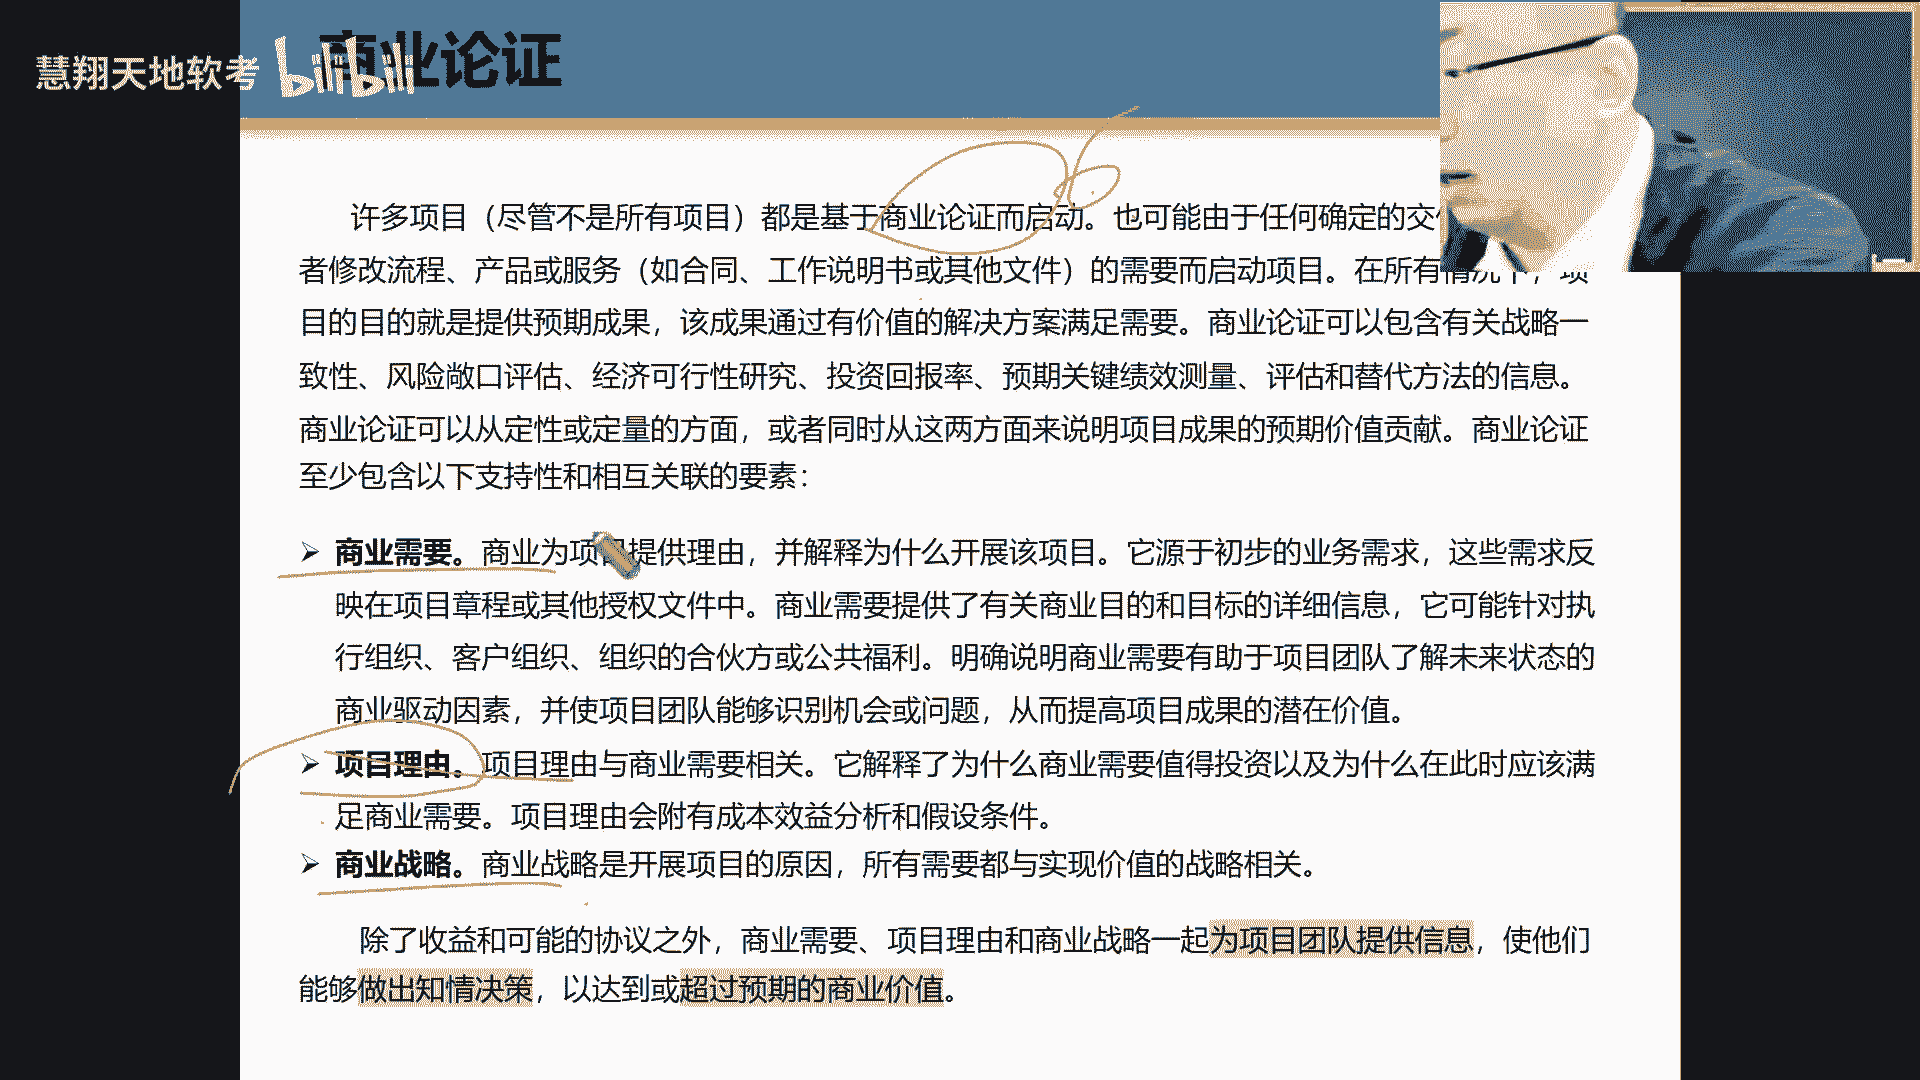 慧翔天地软考
bilibili
商业论证
许多项目（尽管不是所有项目）都是基于商业论证而启动。也可能由于任何确定的交
者修改流程、产品或服务（如合同、工作说明书或其他文件）的需要而启动项目。在所有情况下，项
目的目的就是提供预期成果，该成果通过有价值的解决方案满足需要。商业论证可以包含有关战略一
致性、风险敞口评估、经济可行性研究、投资回报率、预期关键绩效测量、评估和替代方法的信息。
商业论证可以从定性或定量的方面，或者同时从这两方面来说明项目成果的预期价值贡献。商业论证
至少包含以下支持性和相互关联的要素：
➢ 商业需要。商业为项目提供理由，并解释为什么开展该项目。它源于初步的业务需求，这些需求反
映在项目章程或其他授权文件中。商业需要提供了有关商业目的和目标的详细信息，它可能针对执
行组织、客户组织、组织的合伙方或公共福利。明确说明商业需要有助于项目团队了解未来状态的
商业驱动因素，并使项目团队能够识别机会或问题，从而提高项目成果的潜在价值。
➢ 项目理由。项目理由与商业需要相关。它解释了为什么商业需要值得投资以及为什么在此时应该满
足商业需要。项目理由会附有成本效益分析和假设条件。
➢ 商业战略。商业战略是开展项目的原因，所有需要都与实现价值的战略相关。
除了收益和可能的协议之外，商业需要、项目理由和商业战略一起为项目团队提供信息，使他们
能够做出知情决策，以达到或超过预期的商业价值。